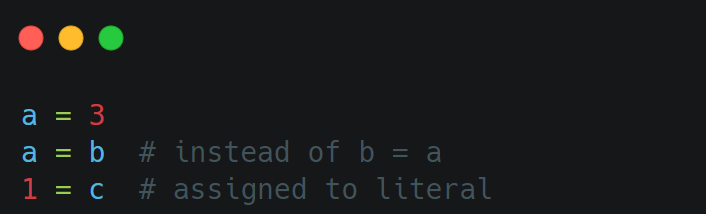 a = 3
a = b  # instead of b = a
1 = c  # assigned to literal